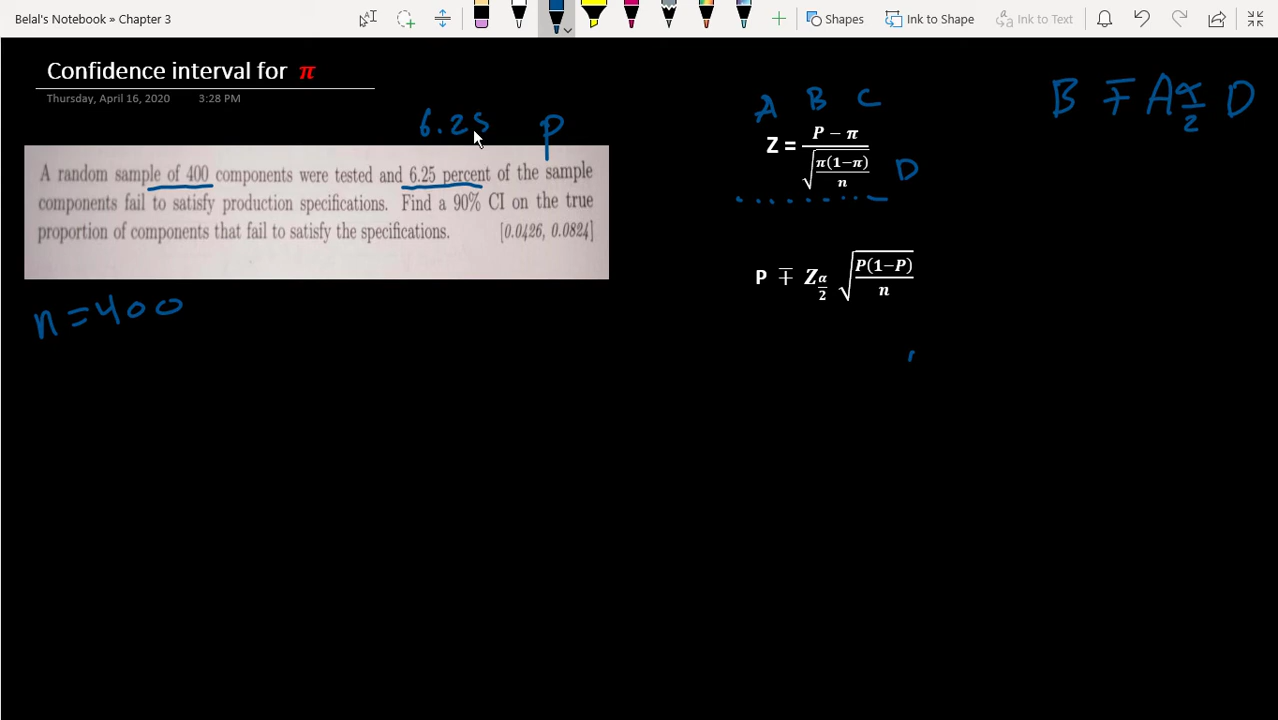 Belal's Notebook » Chapter 3
Shapes
Ink to Shape
Ink to Text
Confidence interval for π
Thursday, April 16, 2020 3:28 PM
6.25 p
A random sample of 400 components were tested and 6.25 percent of the sample
components fail to satisfy production specifications. Find a 90% CI on the true
proportion of components that fail to satisfy the specifications. [0.0426, 0.0824]
n=400
A B C
Z = P − π / √(π(1−π)/n) D
P ∓ Z α/2 √(P(1−P)/n)
B ∓ A α/2 D